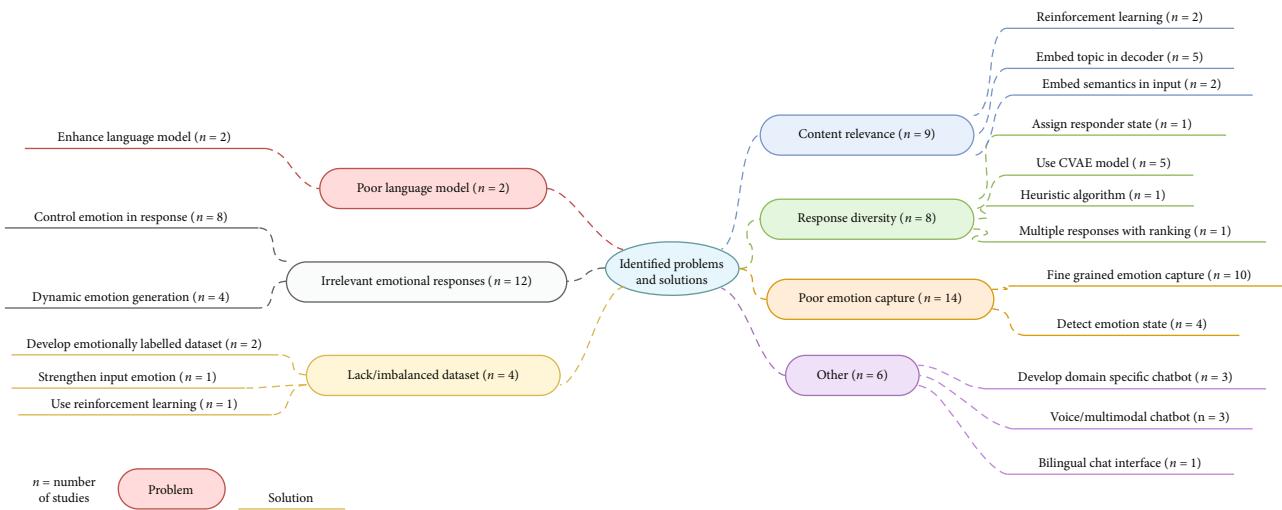 Reinforcement learning (n = 2)
Embed topic in decoder (n = 5)
Embed semantics in input (n = 2)
Content relevance (n = 9)
Assign responder state (n = 1)
Use CVAE model (n = 5)
Heuristic algorithm (n = 1)
Multiple responses with ranking (n = 1)
Response diversity (n = 8)
Fine grained emotion capture (n = 10)
Detect emotion state (n = 4)
Poor emotion capture (n = 14)
Develop domain specific chatbot (n = 3)
Voice/multimodal chatbot (n = 3)
Bilingual chat interface (n = 1)
Other (n = 6)
Identified problems
and solutions
Enhance language model (n = 2)
Poor language model (n = 2)
Control emotion in response (n = 8)
Dynamic emotion generation (n = 4)
Irrelevant emotional responses (n = 12)
Develop emotionally labelled dataset (n = 2)
Strengthen input emotion (n = 1)
Use reinforcement learning (n = 1)
Lack/imbalanced dataset (n = 4)
n = number
of studies
Problem
Solution